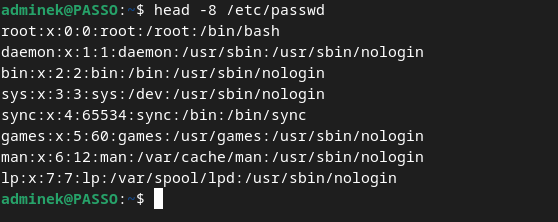 adminek@PASSO:~$ head -8 /etc/passwd
root:x:0:0:root:/root:/bin/bash
daemon:x:1:1:daemon:/usr/sbin:/usr/sbin/nologin
bin:x:2:2:bin:/bin:/usr/sbin/nologin
sys:x:3:3:sys:/dev:/usr/sbin/nologin
sync:x:4:65534:sync:/bin:/bin/sync
games:x:5:60:games:/usr/games:/usr/sbin/nologin
man:x:6:12:man:/var/cache/man:/usr/sbin/nologin
lp:x:7:7:lp:/var/spool/lpd:/usr/sbin/nologin
adminek@PASSO:~$